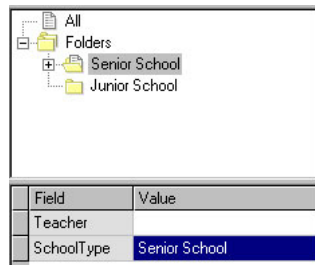 All
Folders
Senior School
Junior School
Field Value
Teacher
SchoolType Senior School